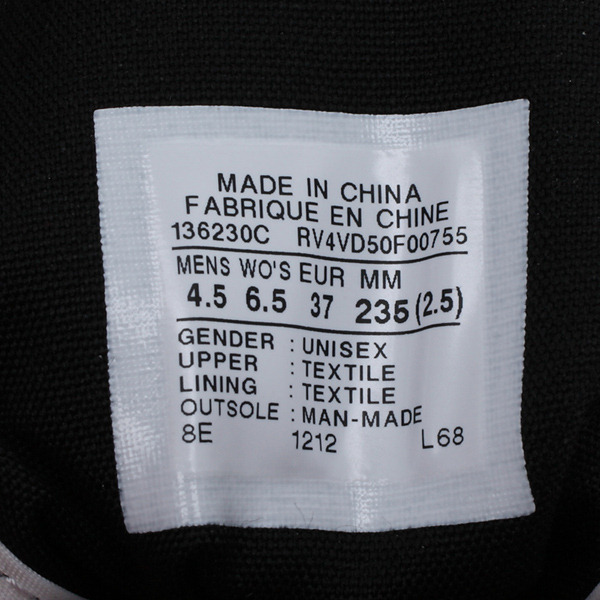 MADE IN CHINA
FABRIQUE EN CHINE
136230C RV4VD50F00755
MENS WO'S EUR MM
4.5 6.5 37 235 (2.5)
GENDER : UNISEX
UPPER : TEXTILE
LINING : TEXTILE
OUTSOLE : MAN-MADE
8E 1212 L68